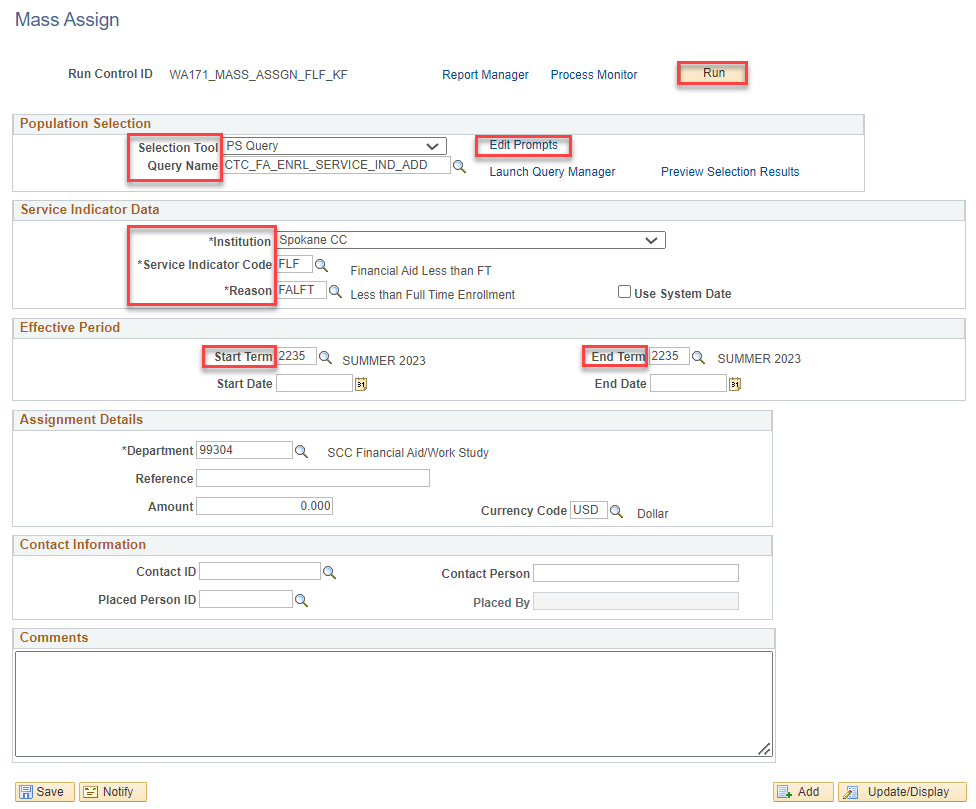 Mass Assign
Run Control ID WA171_MASS_ASSGN_FLF_KF Report Manager Process Monitor Run
Population Selection
Selection Tool PS Query Edit Prompts
Query Name CTC_FA_ENRL_SERVICE_IND_ADD Launch Query Manager Preview Selection Results
Service Indicator Data
*Institution Spokane CC
*Service Indicator Code FLF Financial Aid Less than FT
*Reason FALFT Less than Full Time Enrollment Use System Date
Effective Period
Start Term 2235 SUMMER 2023 End Term 2235 SUMMER 2023
Start Date 31 End Date 31
Assignment Details
*Department 99304 SCC Financial Aid/Work Study
Reference
Amount 0.000 Currency Code USD Dollar
Contact Information
Contact ID Contact Person
Placed Person ID Placed By
Comments
Save Notify Add Update/Display